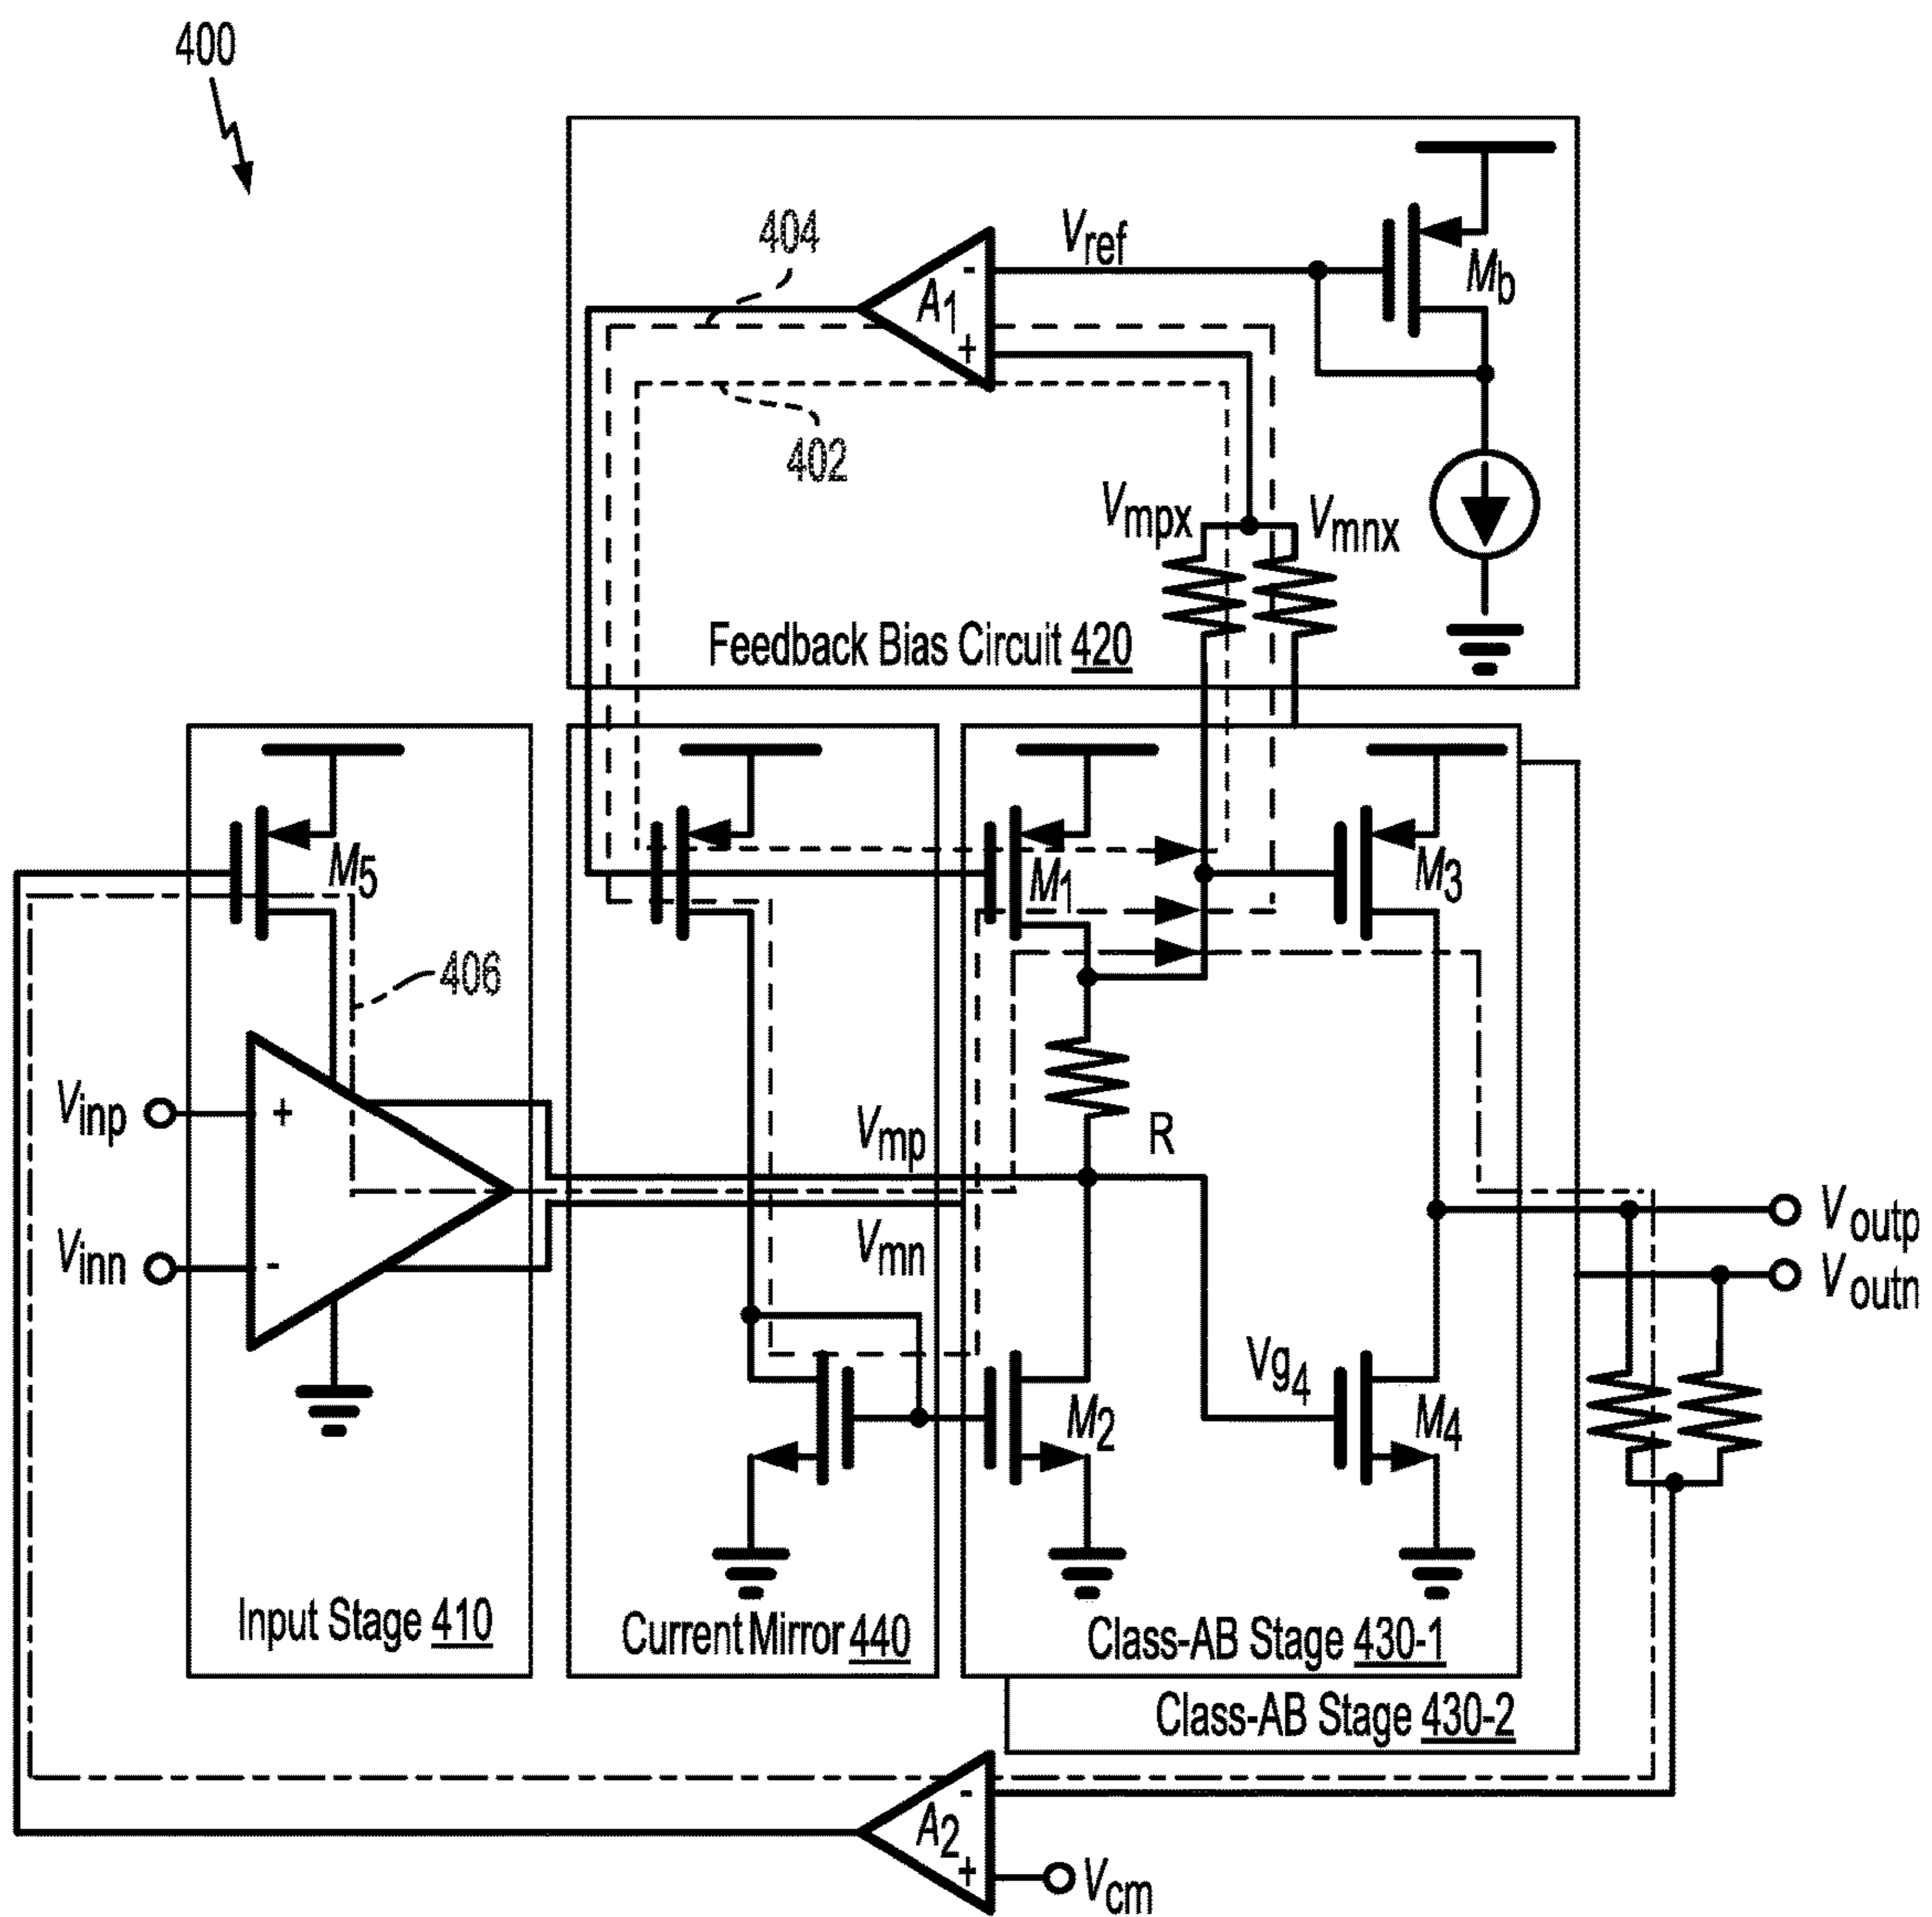 400
404
Vref
Mb
A1
-
+
402
Vmpx
Vmnx
Feedback Bias Circuit 420
M5
M1
M3
406
Vinp
+
Vmp
R
Vinn
-
Vmn
Voutp
Voutn
Vg4
M2
M4
Input Stage 410
Current Mirror 440
Class-AB Stage 430-1
Class-AB Stage 430-2
A2
-
+
Vcm